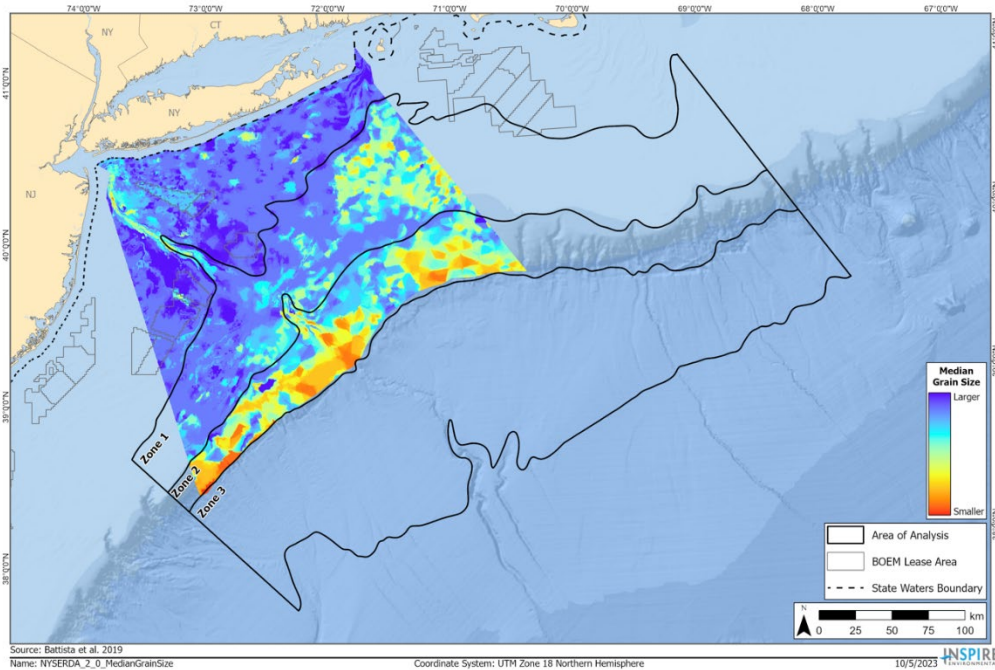 74°0'0"W 73°0'0"W 72°0'0"W 71°0'0"W 70°0'0"W 69°0'0"W 68°0'0"W 67°0'0"W
NY
CT
NY
NJ
41°0'0"N
40°0'0"N
39°0'0"N
38°0'0"N
Zone 1
Zone 2
Zone 3
Median
Grain Size
Larger
Smaller
Area of Analysis
BOEM Lease Area
State Waters Boundary
N
km
0 25 50 75 100
Source: Battista et al. 2019
Name: NYSERDA_2_0_MedianGrainSize
Coordinate System: UTM Zone 18 Northern Hemisphere
10/5/2023
INSPIRE
ENVIRONMENTAL